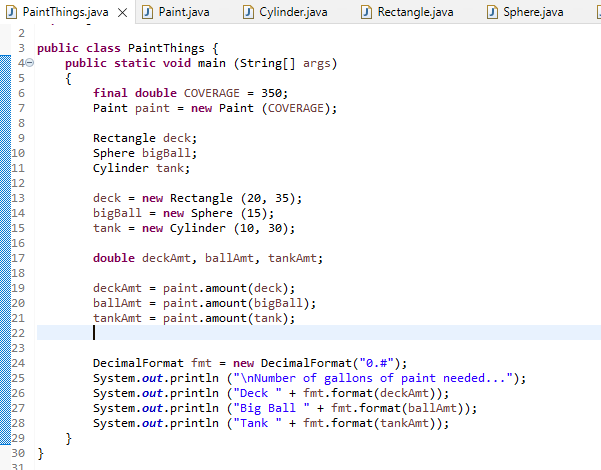 PaintThings.java Paint.java Cylinder.java Rectangle.java Sphere.java
2
3 public class PaintThings {
4 public static void main (String[] args)
5 {
6 final double COVERAGE = 350;
7 Paint paint = new Paint (COVERAGE);
8
9 Rectangle deck;
10 Sphere bigBall;
11 Cylinder tank;
12
13 deck = new Rectangle (20, 35);
14 bigBall = new Sphere (15);
15 tank = new Cylinder (10, 30);
16
17 double deckAmt, ballAmt, tankAmt;
18
19 deckAmt = paint.amount(deck);
20 ballAmt = paint.amount(bigBall);
21 tankAmt = paint.amount(tank);
22
23
24 DecimalFormat fmt = new DecimalFormat("0.#");
25 System.out.println ("\nNumber of gallons of paint needed...");
26 System.out.println ("Deck " + fmt.format(deckAmt));
27 System.out.println ("Big Ball " + fmt.format(ballAmt));
28 System.out.println ("Tank " + fmt.format(tankAmt));
29 }
30 }
31